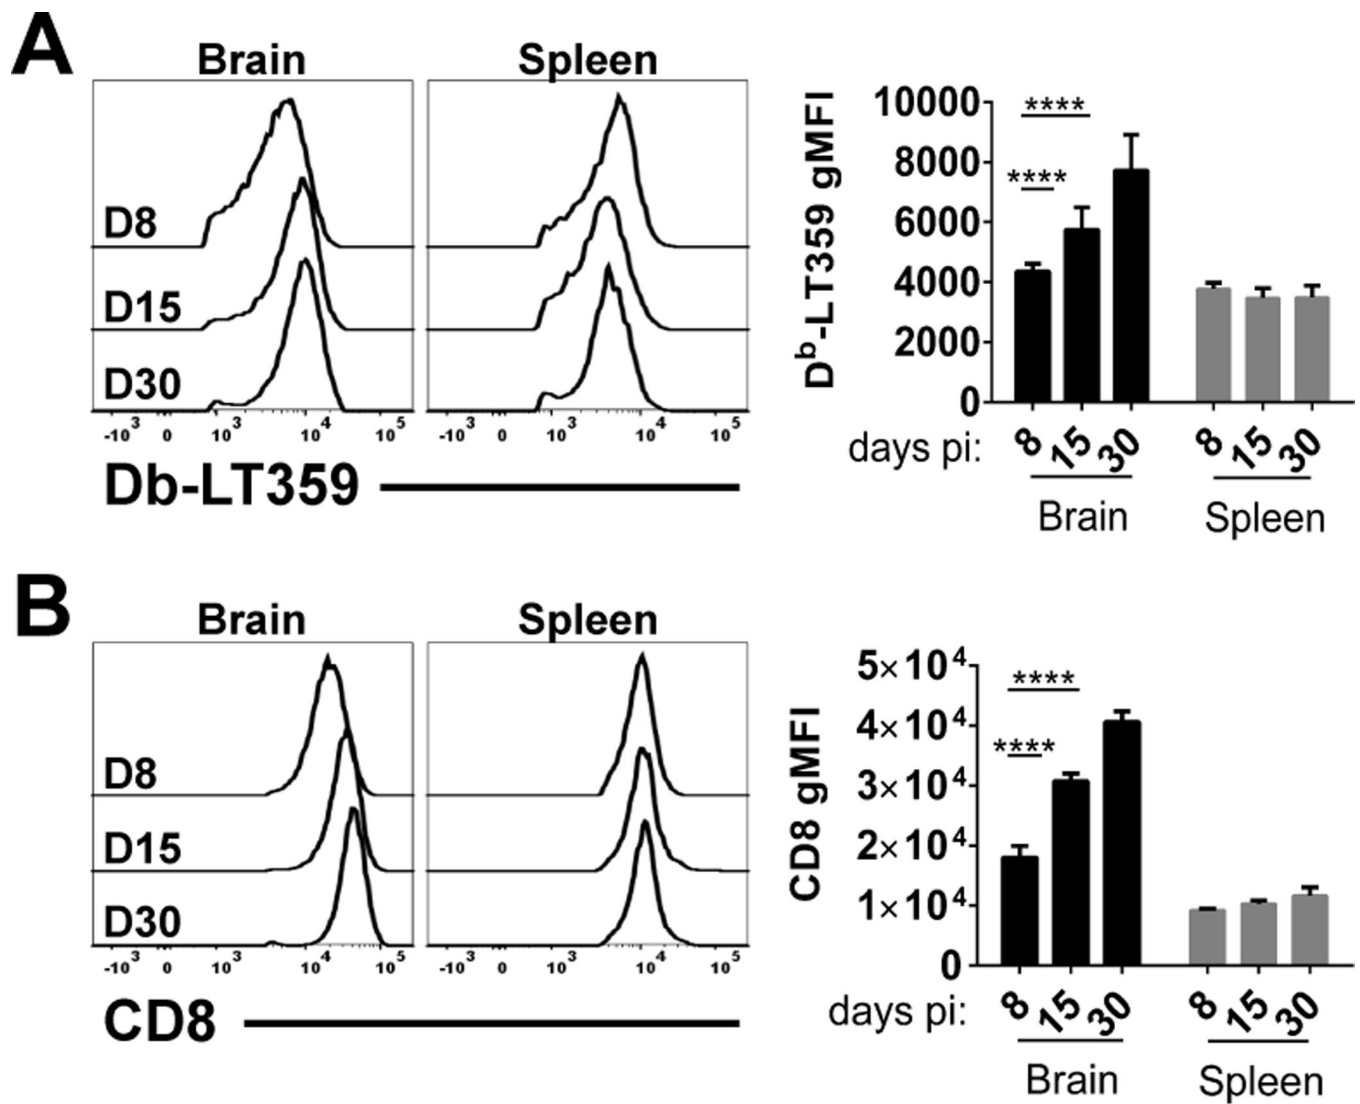 A
Brain Spleen
D8
D15
D30
-10³ 0 10³ 10⁴ 10⁵ -10³ 0 10³ 10⁴ 10⁵
Db-LT359
Dᵇ-LT359 gMFI
10000
8000
6000
4000
2000
0
****
****
days pi: 8 15 30 8 15 30
Brain Spleen
B
Brain Spleen
D8
D15
D30
-10³ 0 10³ 10⁴ 10⁵ -10³ 0 10³ 10⁴ 10⁵
CD8
CD8 gMFI
5×10⁴
4×10⁴
3×10⁴
2×10⁴
1×10⁴
0
****
****
days pi: 8 15 30 8 15 30
Brain Spleen